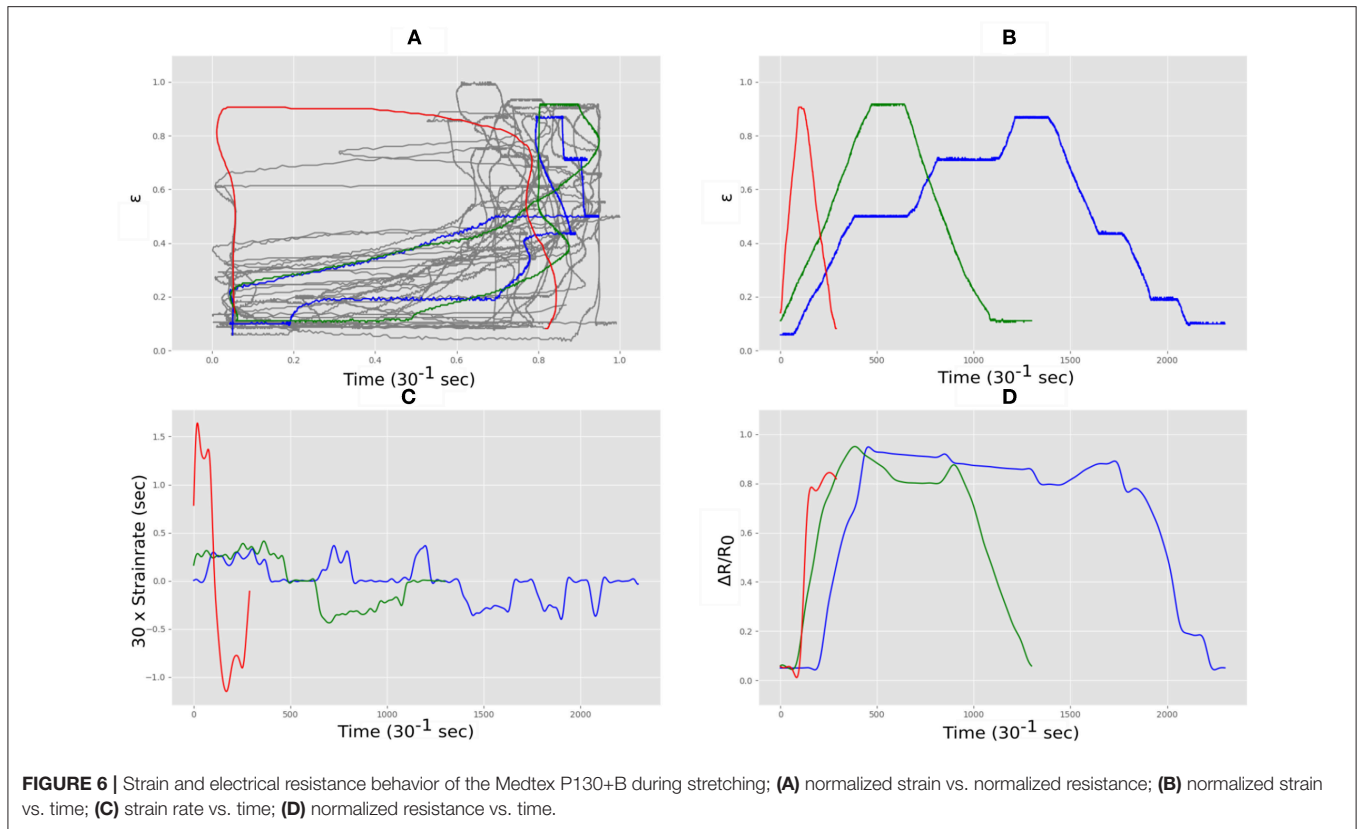 A
B
1.0
0.8
0.6
0.4
0.2
0.0
ε
0.0 0.2 0.4 0.6 0.8 1.0
Time (30⁻¹ sec)
1.0
0.8
0.6
0.4
0.2
0.0
ε
0 500 1000 1500 2000
Time (30⁻¹ sec)
C
D
1.5
1.0
0.5
0.0
−0.5
−1.0
30 x Strainrate (sec)
0 500 1000 1500 2000
Time (30⁻¹ sec)
1.0
0.8
0.6
0.4
0.2
0.0
ΔR/R₀
0 500 1000 1500 2000
Time (30⁻¹ sec)
FIGURE 6 | Strain and electrical resistance behavior of the Medtex P130+B during stretching; (A) normalized strain vs. normalized resistance; (B) normalized strain
vs. time; (C) strain rate vs. time; (D) normalized resistance vs. time.